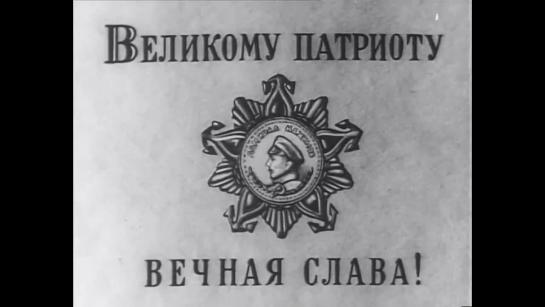 ВЕЛИКОМУ ПАТРИОТУ
ВЕЧНАЯ СЛАВА!